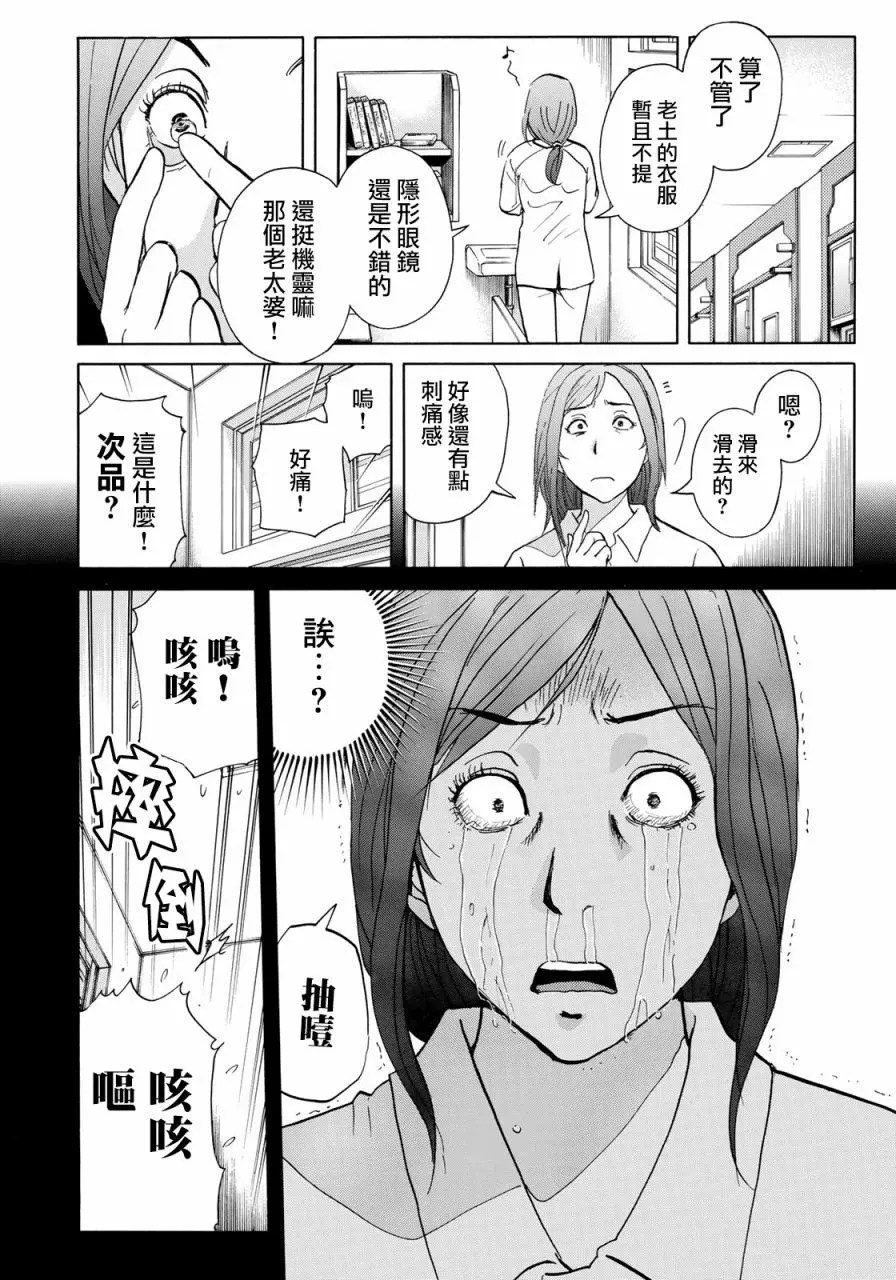 算了
不管了
老土的衣服
暫且不提
♪
隱形眼鏡
還是不錯的
還挺機靈嘛
那個老太婆！
嗯？
滑來
滑去的？
好像還有點
刺痛感
嗚！
好痛！
這是什麼！
次品？
誒…？
抽噎
嗚！
咳咳
摔倒
咳咳
嘔